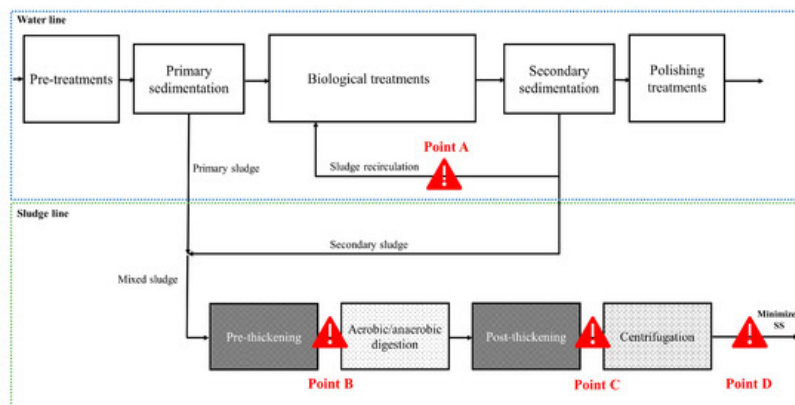 Water line
Pre-treatments
Primary
sedimentation
Biological treatments
Secondary
sedimentation
Polishing
treatments
Point A
Primary sludge
Sludge recirculation
Sludge line
Secondary sludge
Mixed sludge
Pre-thickening
Aerobic/anaerobic
digestion
Post-thickening
Centrifugation
Minimize
SS
Point B
Point C
Point D